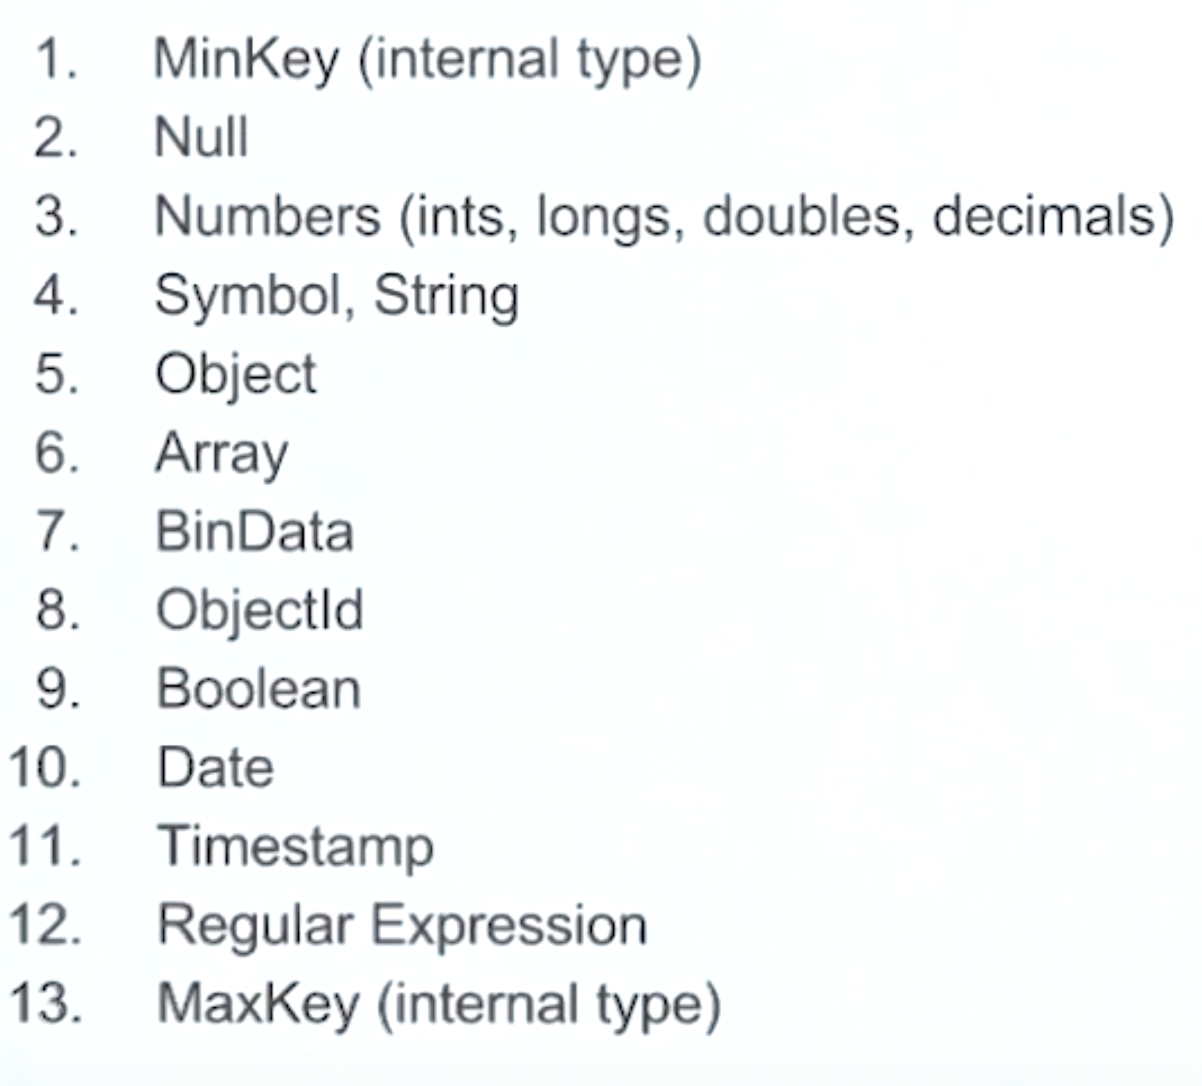 1. MinKey (internal type)
2. Null
3. Numbers (ints, longs, doubles, decimals)
4. Symbol, String
5. Object
6. Array
7. BinData
8. ObjectId
9. Boolean
10. Date
11. Timestamp
12. Regular Expression
13. MaxKey (internal type)